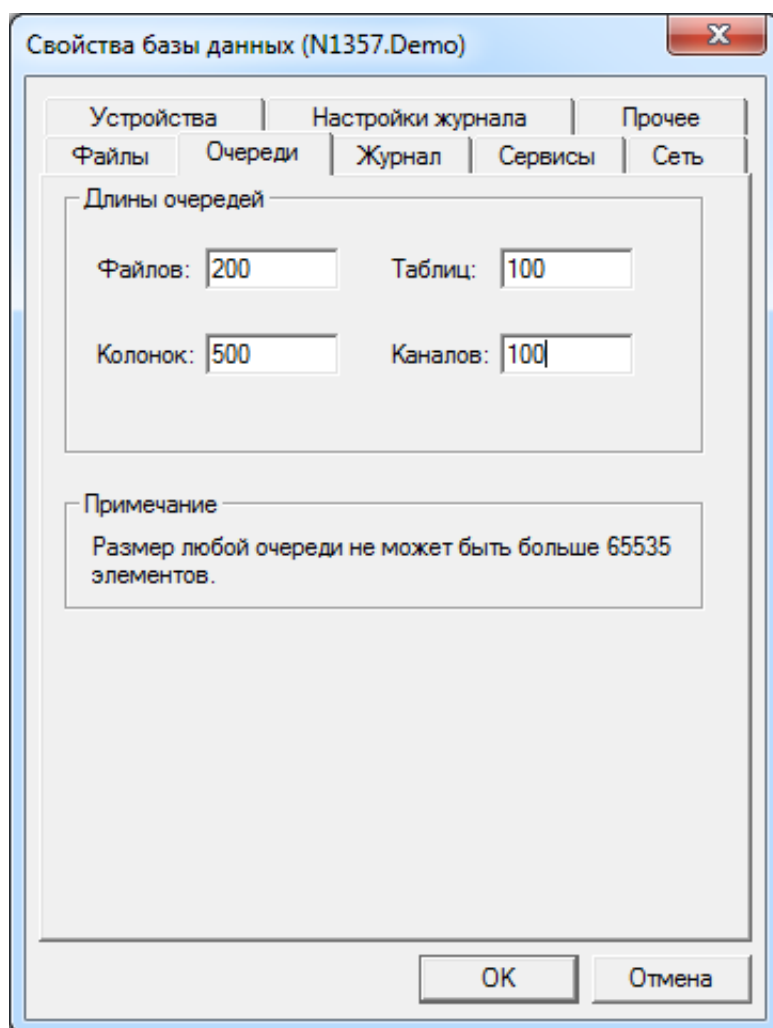 Свойства базы данных (N1357.Demo)
Устройства Настройки журнала Прочее
Файлы Очереди Журнал Сервисы Сеть
Длины очередей
Файлов: 200 Таблиц: 100
Колонок: 500 Каналов: 100
Примечание
Размер любой очереди не может быть больше 65535
элементов.
OK Отмена